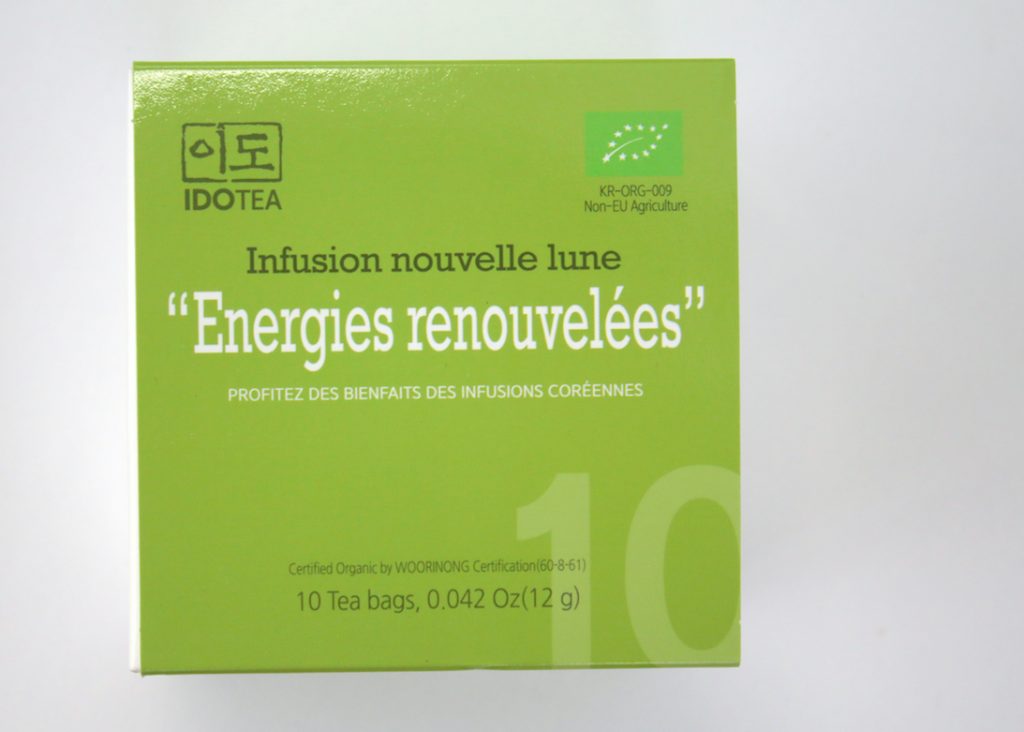 이도
IDOTEA
KR-ORG-009
Non-EU Agriculture
Infusion nouvelle lune
“Energies renouvelées”
PROFITEZ DES BIENFAITS DES INFUSIONS CORÉENNES
10
Certified Organic by WOORINONG Certification(60-8-61)
10 Tea bags, 0.042 Oz(12 g)